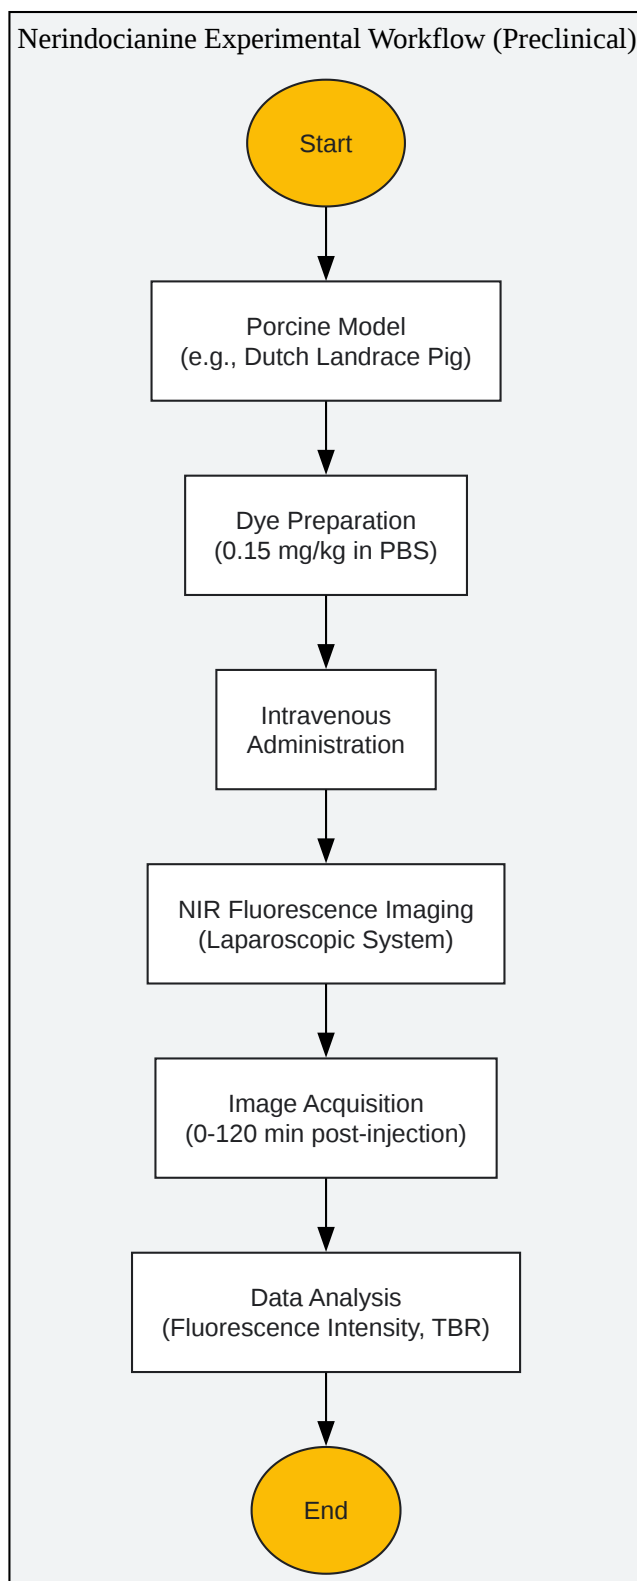 Nerindocianine Experimental Workflow (Preclinical)
Start
Porcine Model
(e.g., Dutch Landrace Pig)
Dye Preparation
(0.15 mg/kg in PBS)
Intravenous
Administration
NIR Fluorescence Imaging
(Laparoscopic System)
Image Acquisition
(0-120 min post-injection)
Data Analysis
(Fluorescence Intensity, TBR)
End